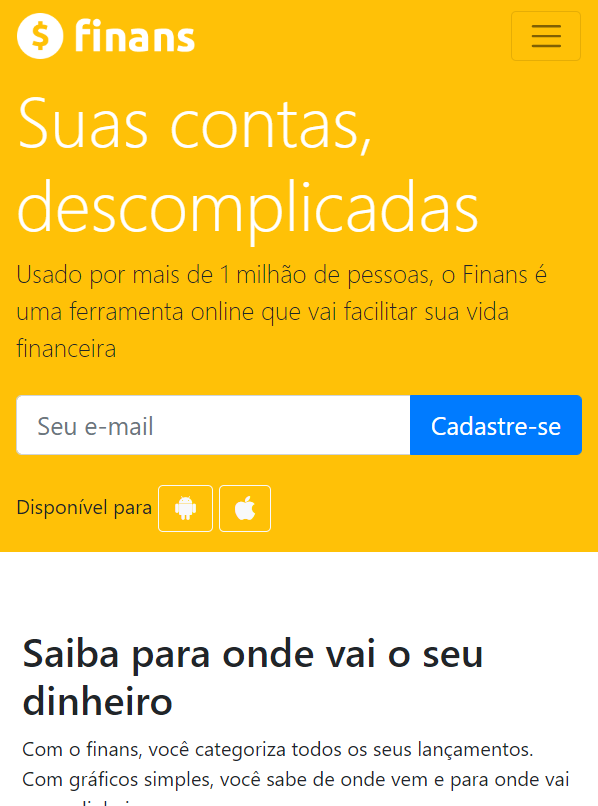 $ finans
Suas contas,
descomplicadas
Usado por mais de 1 milhão de pessoas, o Finans é
uma ferramenta online que vai facilitar sua vida
financeira
Seu e-mail Cadastre-se
Disponível para
Saiba para onde vai o seu
dinheiro
Com o finans, você categoriza todos os seus lançamentos.
Com gráficos simples, você sabe de onde vem e para onde vai